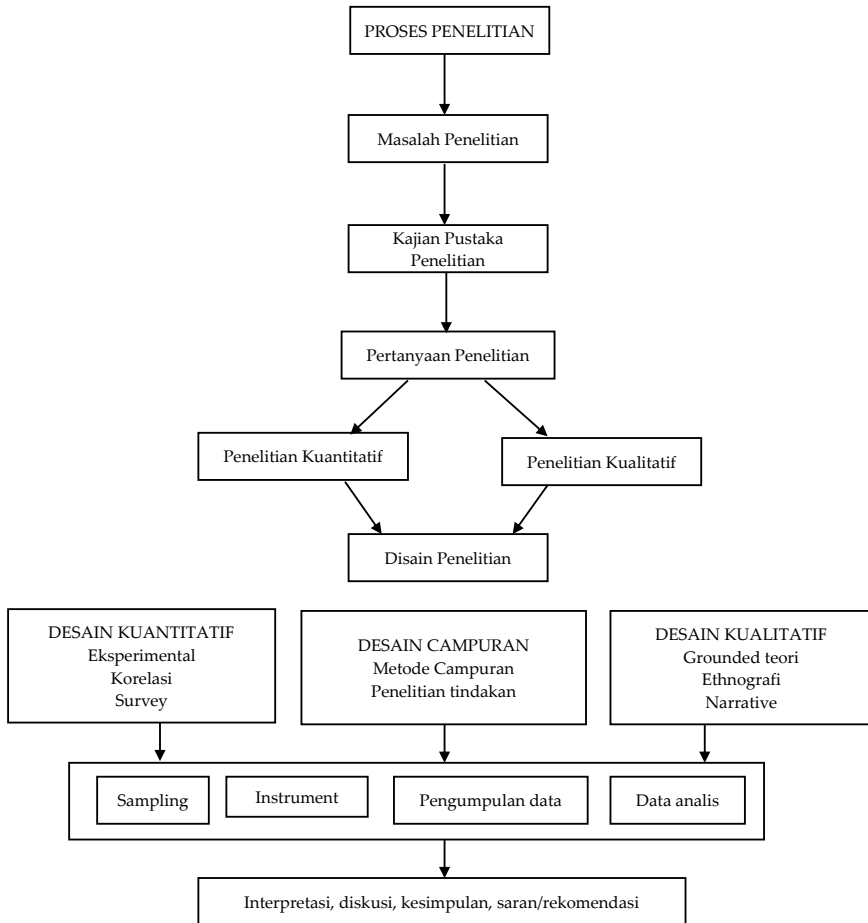 PROSES PENELITIAN
Masalah Penelitian
Kajian Pustaka
Penelitian
Pertanyaan Penelitian
Penelitian Kuantitatif
Penelitian Kualitatif
Disain Penelitian
DESAIN KUANTITATIF
Eksperimental
Korelasi
Survey
DESAIN CAMPURAN
Metode Campuran
Penelitian tindakan
DESAIN KUALITATIF
Grounded teori
Ethnografi
Narrative
Sampling
Instrument
Pengumpulan data
Data analis
Interpretasi, diskusi, kesimpulan, saran/rekomendasi